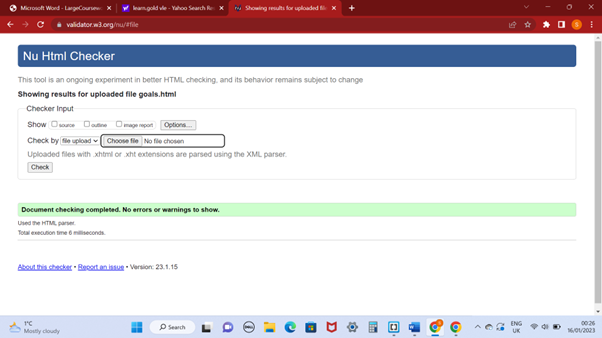 Microsoft Word - LargeCoursew
learn.gold vle - Yahoo Search Re
Showing results for uploaded file
validator.w3.org/nu/#file
Nu Html Checker
This tool is an ongoing experiment in better HTML checking, and its behavior remains subject to change
Showing results for uploaded file goals.html
Checker Input
Show source outline image report Options...
Check by file upload Choose file No file chosen
Uploaded files with .xhtml or .xht extensions are parsed using the XML parser.
Check
Document checking completed. No errors or warnings to show.
Used the HTML parser.
Total execution time 6 milliseconds.
About this checker • Report an issue • Version: 23.1.15
1°C
Mostly cloudy
Search
ENG
UK
00:26
16/01/2023